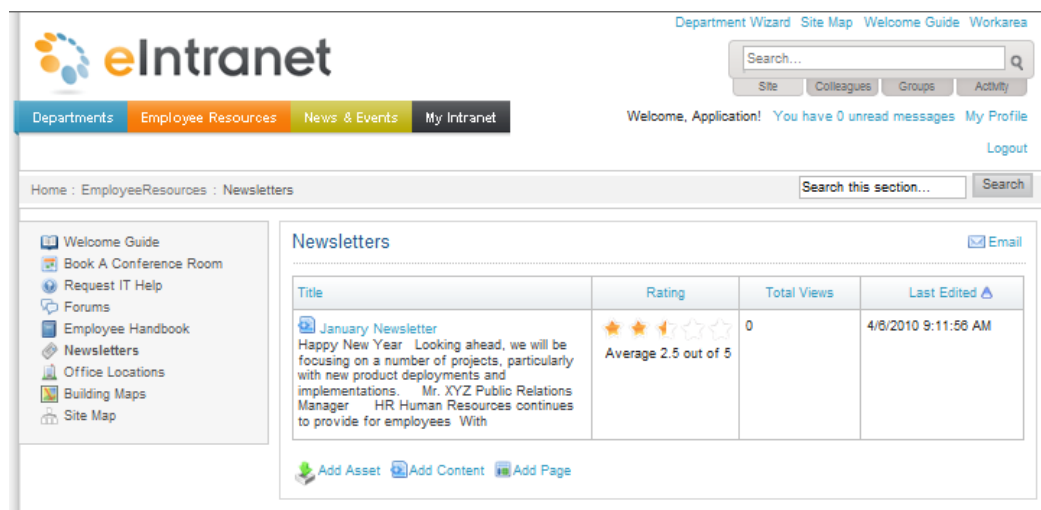 Department Wizard Site Map Welcome Guide Workarea
eIntranet
Search...
Site Colleagues Groups Activity
Departments Employee Resources News & Events My Intranet
Welcome, Application! You have 0 unread messages My Profile
Logout
Home : EmployeeResources : Newsletters
Search this section... Search
Welcome Guide
Book A Conference Room
Request IT Help
Forums
Employee Handbook
Newsletters
Office Locations
Building Maps
Site Map
Newsletters
Email
Title Rating Total Views Last Edited
January Newsletter
Happy New Year Looking ahead, we will be
focusing on a number of projects, particularly
with new product deployments and
implementations. Mr. XYZ Public Relations
Manager HR Human Resources continues
to provide for employees With
Average 2.5 out of 5
0
4/6/2010 9:11:56 AM
Add Asset Add Content Add Page